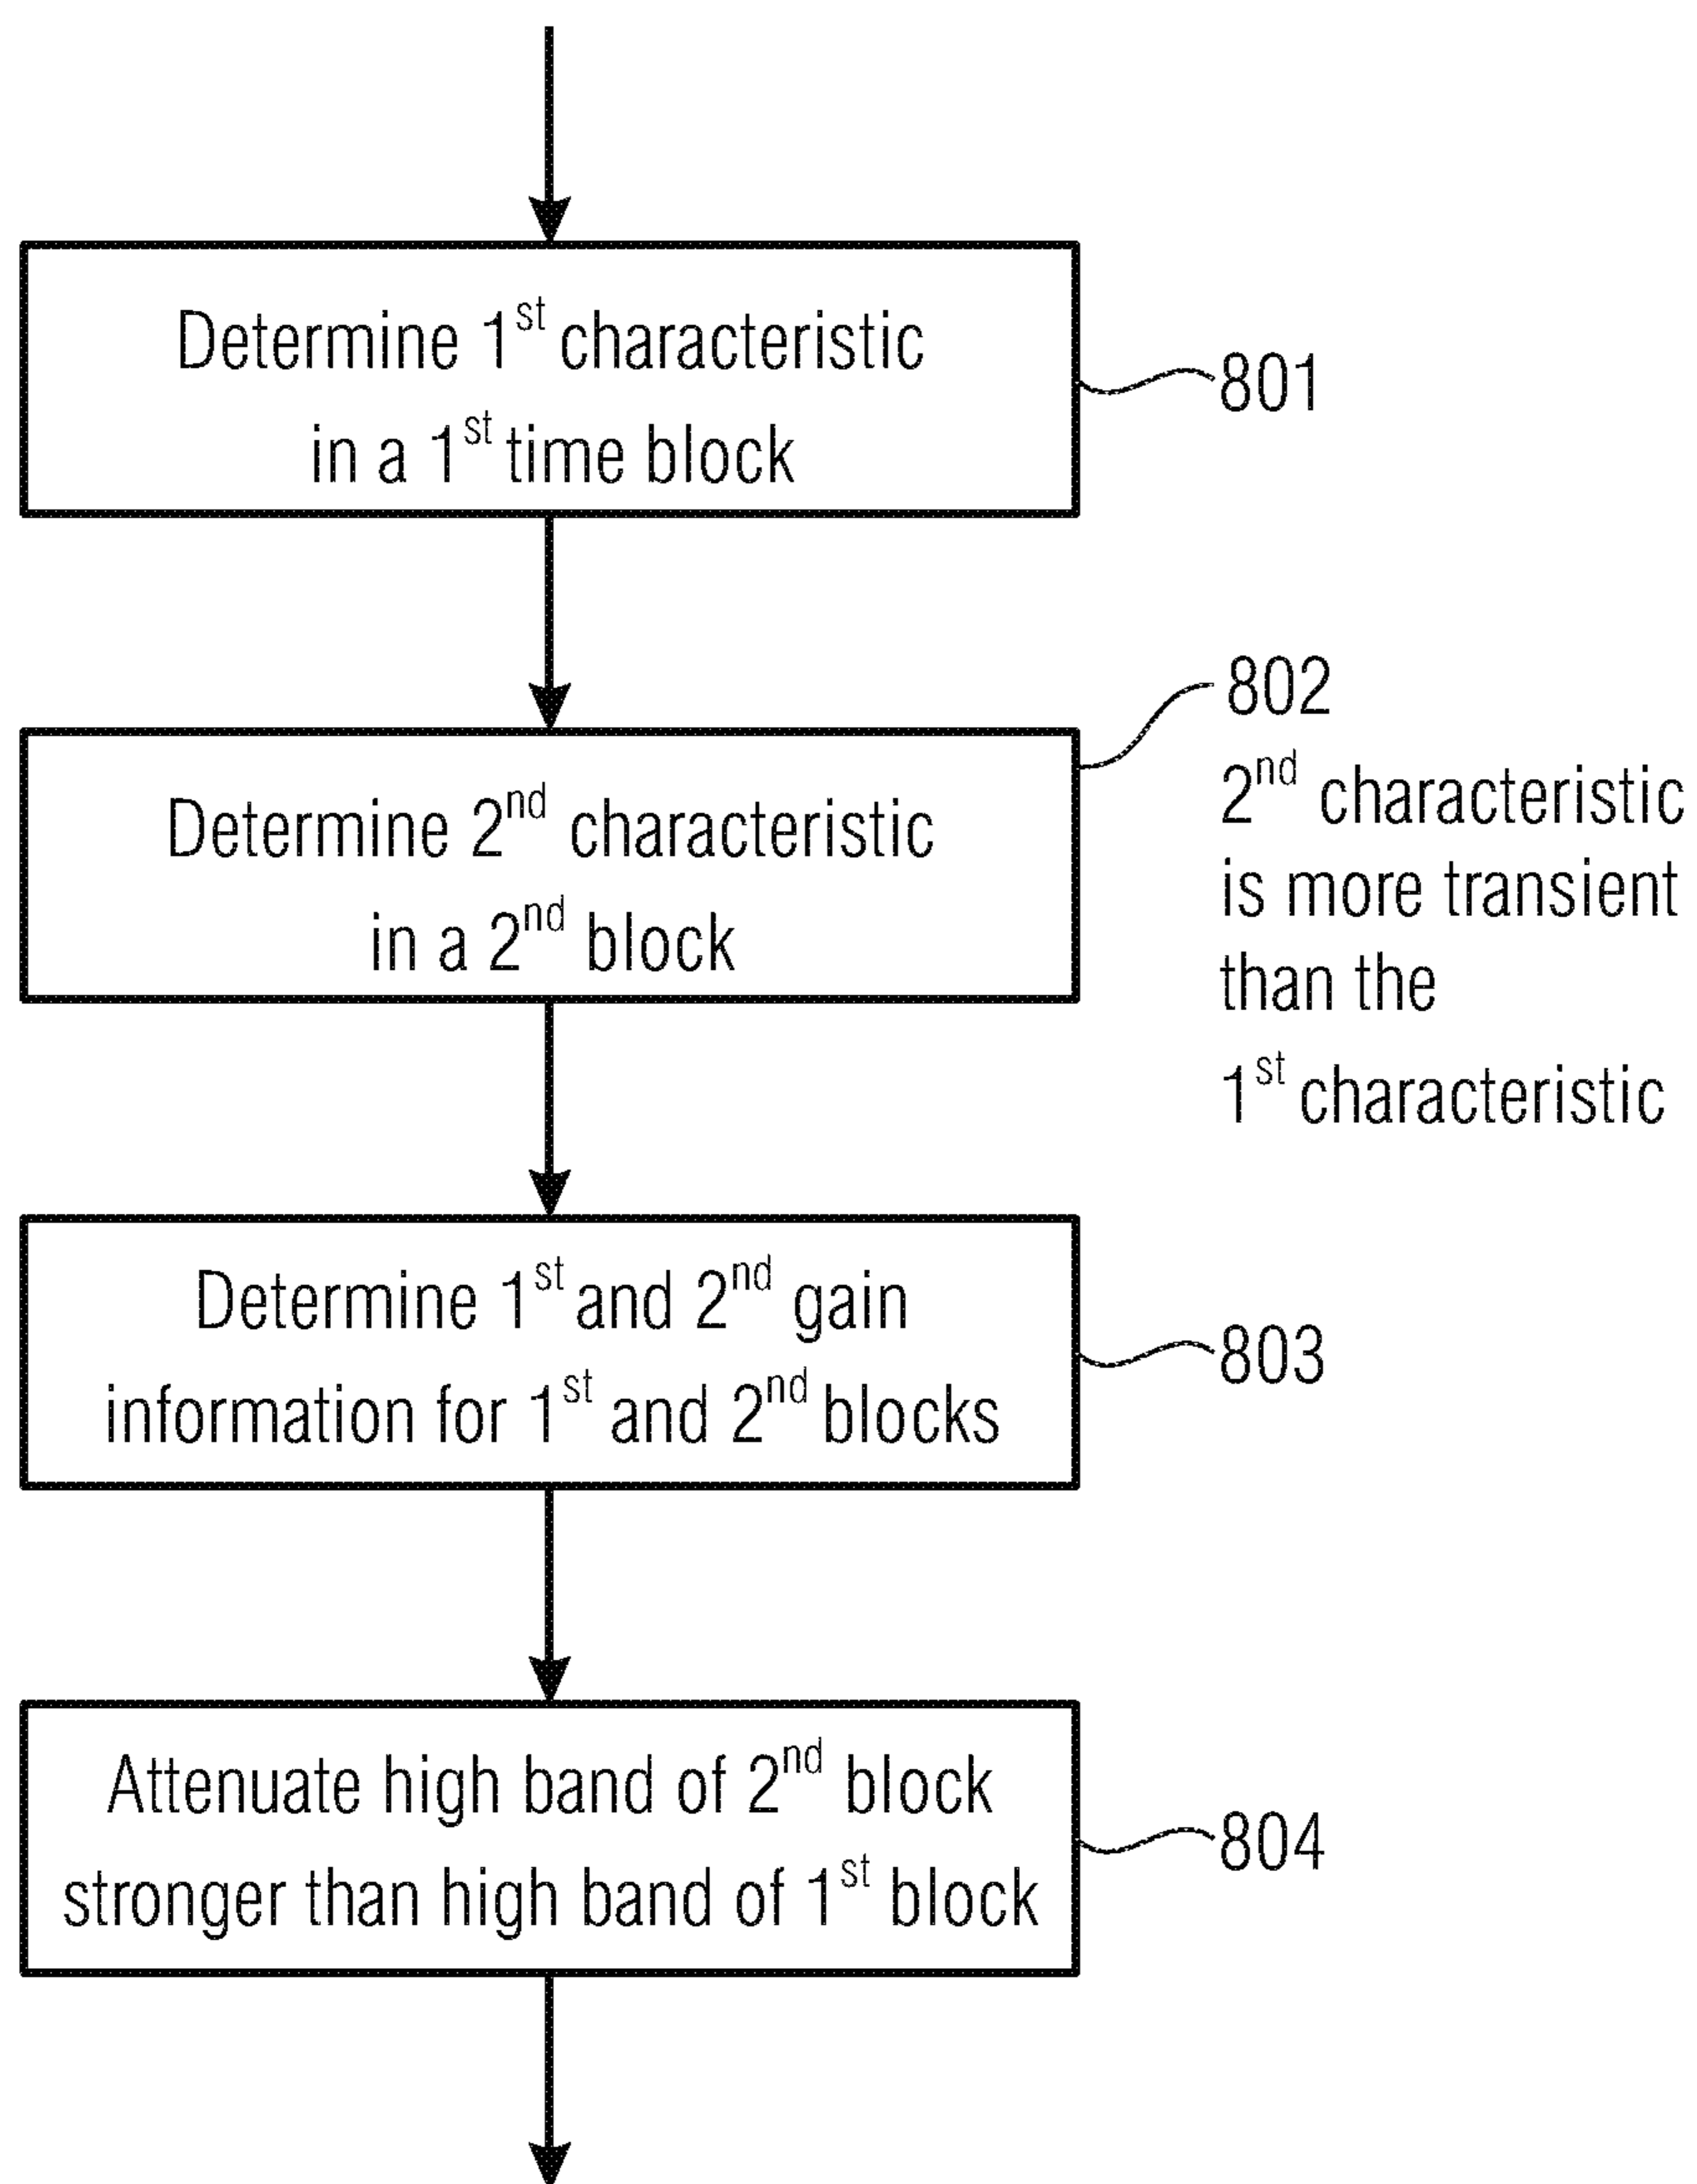 Determine 1st characteristic
in a 1st time block
801
802
Determine 2nd characteristic
in a 2nd block
2nd characteristic
is more transient
than the
1st characteristic
Determine 1st and 2nd gain
information for 1st and 2nd blocks
803
Attenuate high band of 2nd block
stronger than high band of 1st block
804